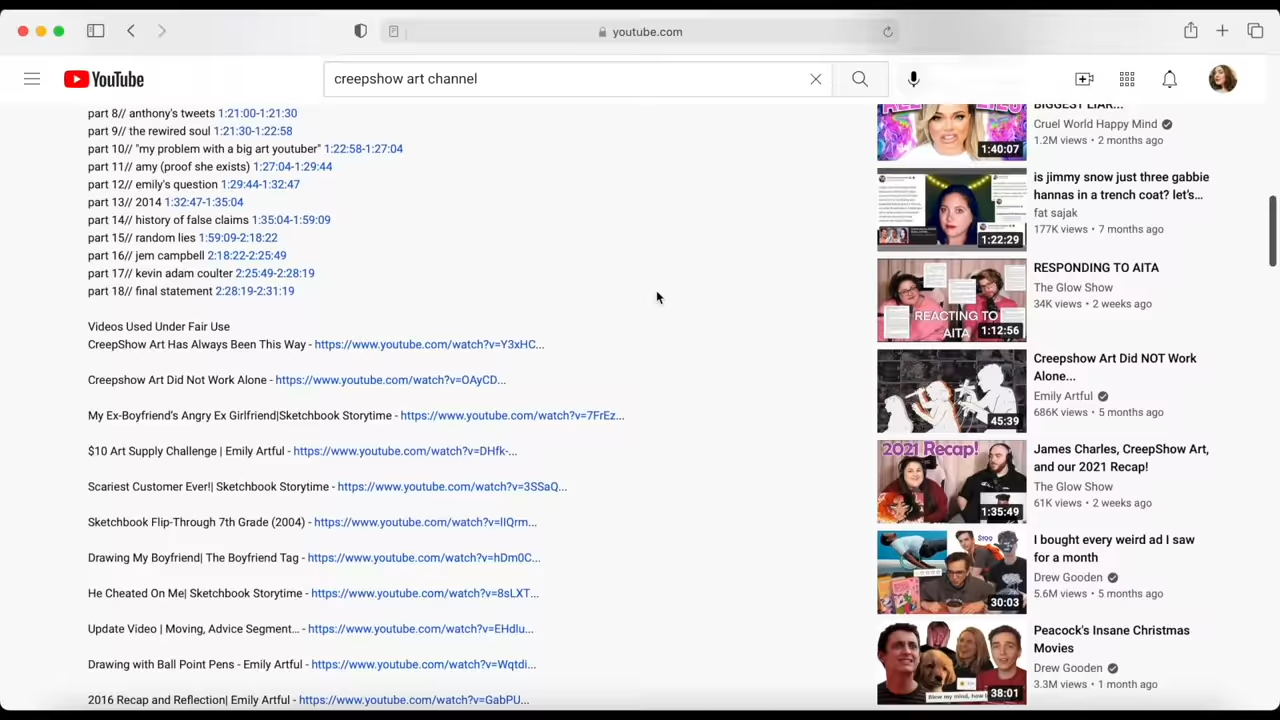 youtube.com
YouTube
creepshow art channel
part 8// anthony's tweets 1:21:00-1:21:30
part 9// the rewired soul 1:21:30-1:22:58
part 10// "my problem with a big art youtuber" 1:22:58-1:27:04
part 11// amy (proof she exists) 1:27:04-1:29:44
part 12// emily's question 1:29:44-1:32:47
part 13// 2014 1:32:47-1:35:04
part 14// history of false claims 1:35:04-1:59:09
part 15// random lies 1:59:09-2:18:22
part 16// jem campbell 2:18:22-2:25:49
part 17// kevin adam coulter 2:25:49-2:28:19
part 18// final statement 2:28:19-2:31:19
Videos Used Under Fair Use
CreepShow Art Has Always Been This Way - https://www.youtube.com/watch?v=Y3xHC...
Creepshow Art Did Not Work Alone - https://www.youtube.com/watch?v=OAyCD...
My Ex-Boyfriend's Angry Ex Girlfriend|Sketchbook Storytime - https://www.youtube.com/watch?v=7FrEz...
$10 Art Supply Challenge | Emily Artful - https://www.youtube.com/watch?v=DHfk-...
Scariest Customer Ever!| Sketchbook Storytime - https://www.youtube.com/watch?v=3SSaQ...
Sketchbook Flip-Through 7th Grade (2004) - https://www.youtube.com/watch?v=lIQrm...
Drawing My Boyfriend| The Boyfriend Tag - https://www.youtube.com/watch?v=hDm0C...
He Cheated On Me| Sketchbook Storytime - https://www.youtube.com/watch?v=8sLXT...
Update Video | Moving, Advice Segment... - https://www.youtube.com/watch?v=EHdlu...
Drawing with Ball Point Pens - Emily Artful - https://www.youtube.com/watch?v=Wqtdi...
2016 Recap and Reflection| Emily - https://www.youtube.com/watch?v=GabPU...
BIGGEST LIAR...
Cruel World Happy Mind
1.2M views • 2 months ago
1:40:07
is jimmy snow just three gabbie
hannas in a trench coat? let's...
fat sajak
177K views • 7 months ago
1:22:29
RESPONDING TO AITA
The Glow Show
34K views • 2 weeks ago
REACTING TO
AITA
1:12:56
Creepshow Art Did NOT Work
Alone...
Emily Artful
686K views • 5 months ago
45:39
2021 Recap!
James Charles, CreepShow Art,
and our 2021 Recap!
The Glow Show
61K views • 2 weeks ago
1:35:49
I bought every weird ad I saw
for a month
Drew Gooden
5.6M views • 5 months ago
$199
30:03
Peacock's Insane Christmas
Movies
Drew Gooden
3.3M views • 1 month ago
Blew my mind, how
38:01